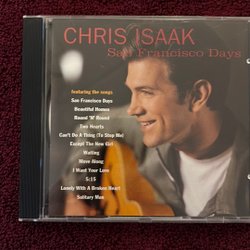 CHRIS ISAAK
San Francisco Days
featuring the songs
San Francisco Days
Beautiful Homes
Round 'N' Round
Two Hearts
Can't Do A Thing (To Stop Me)
Except The New Girl
Waiting
Move Along
I Want Your Love
5:15
Lonely With A Broken Heart
Solitary Man